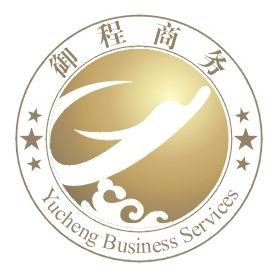 御程商务
Yucheng Business Services